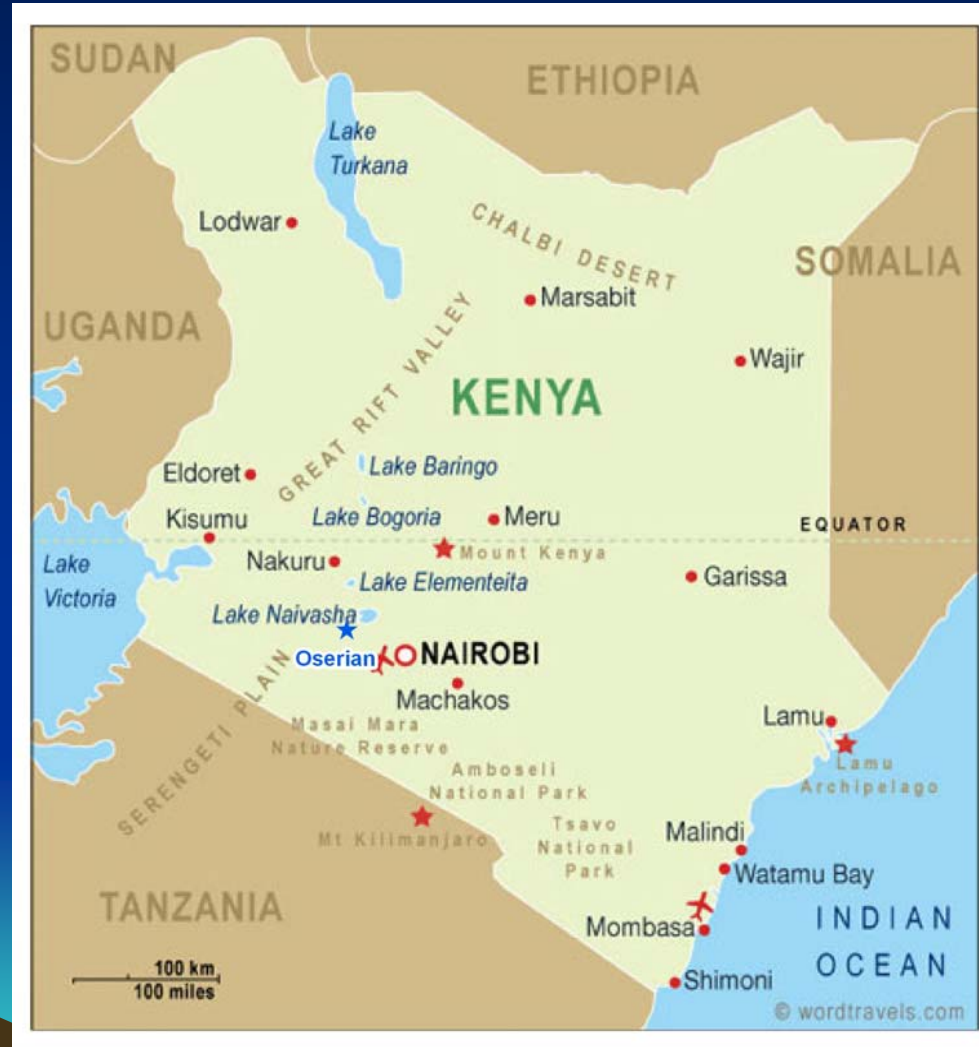 SUDAN
ETHIOPIA
Lake
Turkana
Lodwar
CHALBI DESERT
SOMALIA
Marsabit
UGANDA
GREAT RIFT VALLEY
Wajir
KENYA
Lake Baringo
Eldoret
Kisumu
Lake Bogoria
Meru
EQUATOR
Mount Kenya
Nakuru
Lake
Victoria
Lake Elementeita
Garissa
Lake Naivasha
Oserian
NAIROBI
Machakos
SERENGETI PLAIN
Masai Mara
Nature Reserve
Lamu
Lamu
Archipelago
Amboseli
National Park
Mt Kilimanjaro
Tsavo
National
Park
Malindi
Watamu Bay
TANZANIA
Mombasa
INDIAN
OCEAN
100 km
100 miles
Shimoni
© wordtravels.com